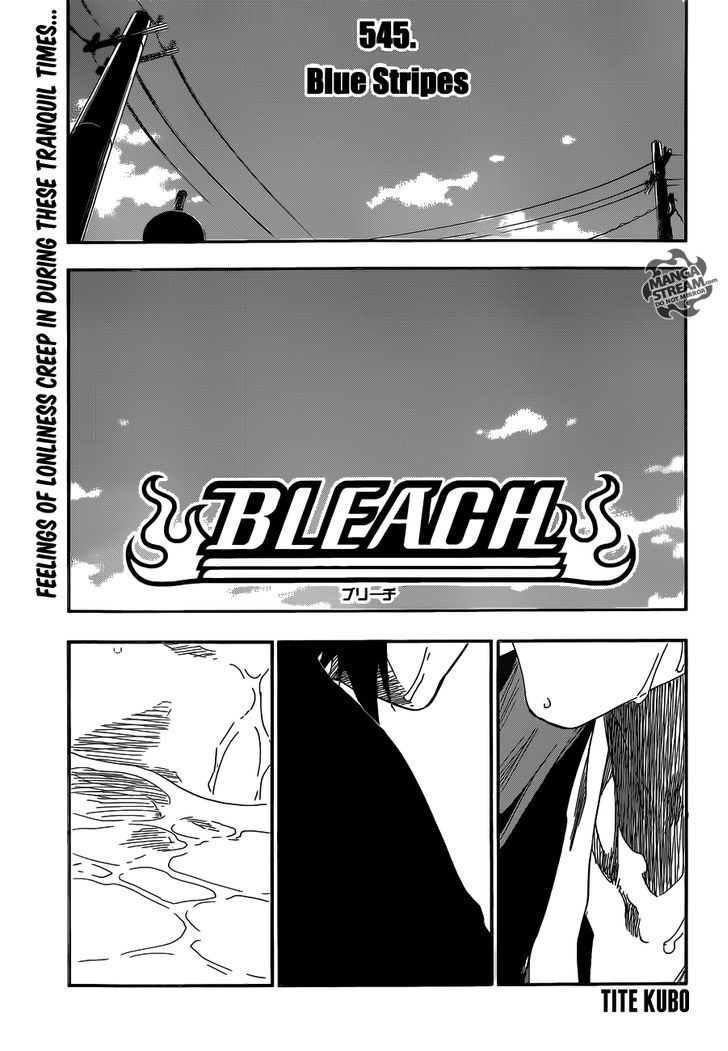 545.
Blue Stripes
FEELINGS OF LONLINESS CREEP IN DURING THESE TRANQUIL TIMES...
MANGA
STREAM.com
DO NOT MIRROR
BLEACH
ブリーチ
TITE KUBO